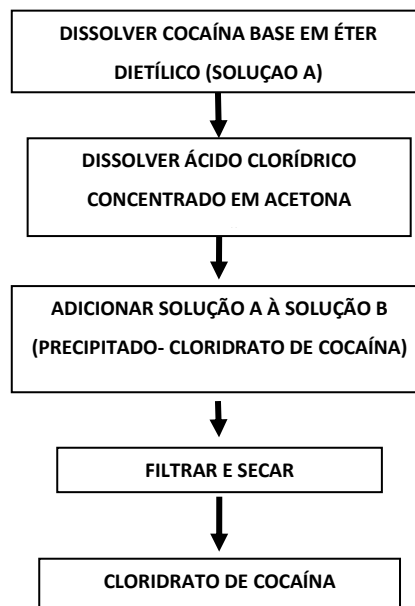 DISSOLVER COCAÍNA BASE EM ÉTER
DIETÍLICO (SOLUÇAO A)
DISSOLVER ÁCIDO CLORÍDRICO
CONCENTRADO EM ACETONA
ADICIONAR SOLUÇÃO A À SOLUÇÃO B
(PRECIPITADO- CLORIDRATO DE COCAÍNA)
FILTRAR E SECAR
CLORIDRATO DE COCAÍNA